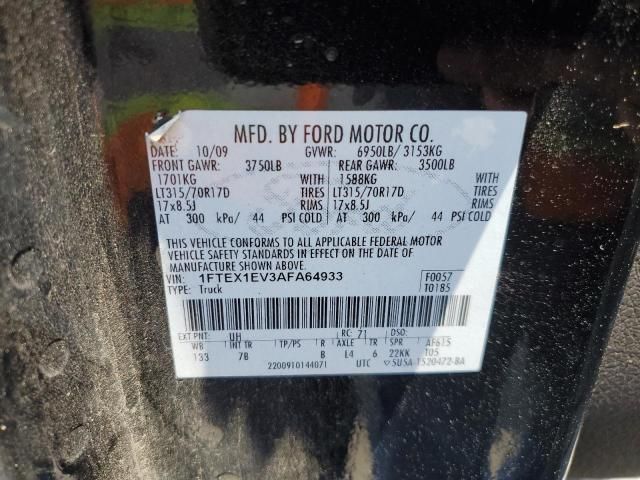 MFD. BY FORD MOTOR CO.
DATE: 10/09 GVWR: 6950LB/ 3153KG
FRONT GAWR: 3750LB REAR GAWR: 3500LB
1701KG WITH 1588KG WITH
LT315/70R17D TIRES LT315/70R17D TIRES
17x8.5J RIMS 17x8.5J RIMS
AT 300 kPa/ 44 PSI COLD AT 300 kPa/ 44 PSI COLD
THIS VEHICLE CONFORMS TO ALL APPLICABLE FEDERAL MOTOR
VEHICLE SAFETY STANDARDS IN EFFECT ON THE DATE OF
MANUFACTURE SHOWN ABOVE.
VIN: 1FTEX1EV3AFA64933 F0057
TYPE: Truck T0185
EXT PNT: UH RC: 71 DSO:
WB INT TR TP/PS R AXLE TR SPR AF615
133 7B B L4 6 22KK 105
2200910144071 UTC ▽5USA-1520472-BA